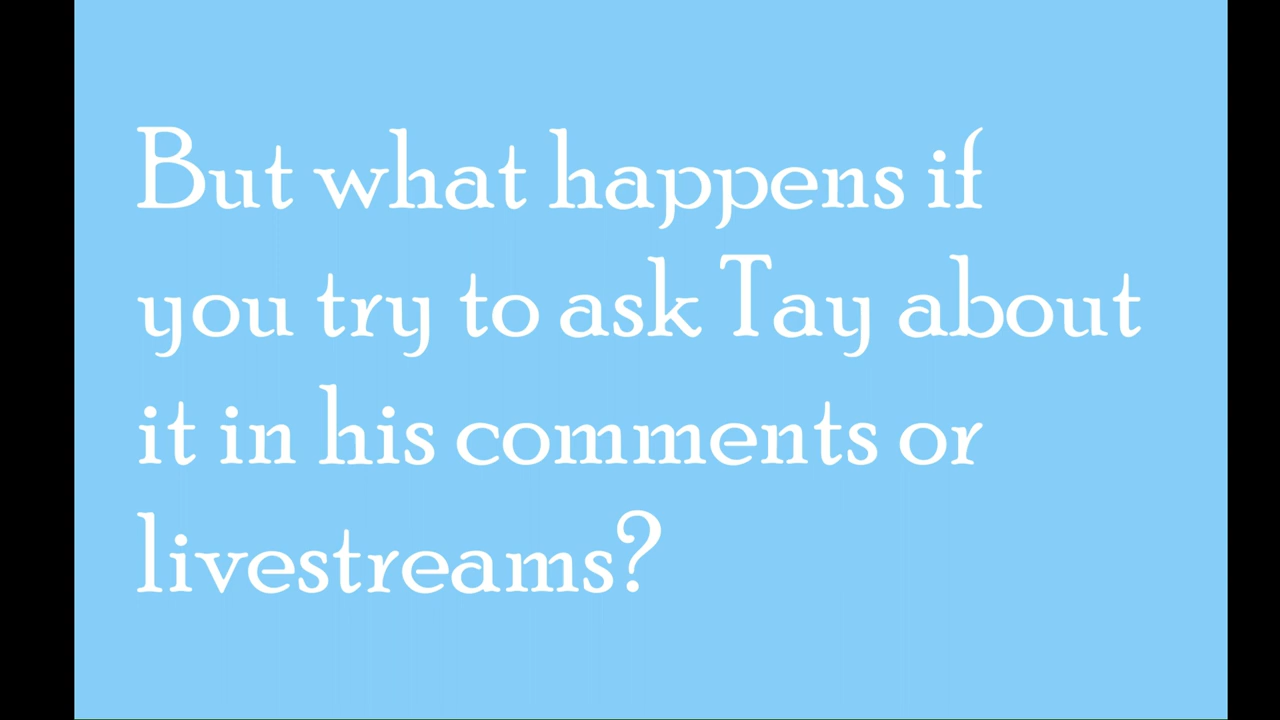 But what happens if
you try to ask Tay about
it in his comments or
livestreams?